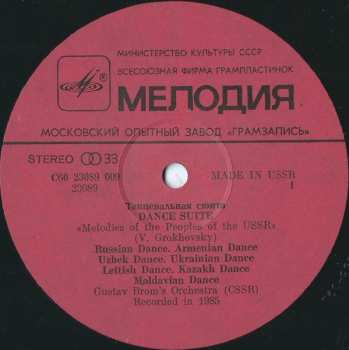 МИНИСТЕРСТВО КУЛЬТУРЫ СССР
ВСЕСОЮЗНАЯ ФИРМА ГРАМПЛАСТИНОК
МЕЛОДИЯ
МОСКОВСКИЙ ОПЫТНЫЙ ЗАВОД «ГРАМЗАПИСЬ»
STEREO 33
С60 23089 009 MADE IN USSR
23089 1
Танцевальная сюита
DANCE SUITE
«Melodies of the Peoples of the USSR»
(V. Grokhovsky)
Russian Dance. Armenian Dance
Uzbek Dance. Ukrainian Dance
Lettish Dance. Kazakh Dance
Moldavian Dance
Gustav Brom's Orchestra (CSSR)
Recorded in 1985